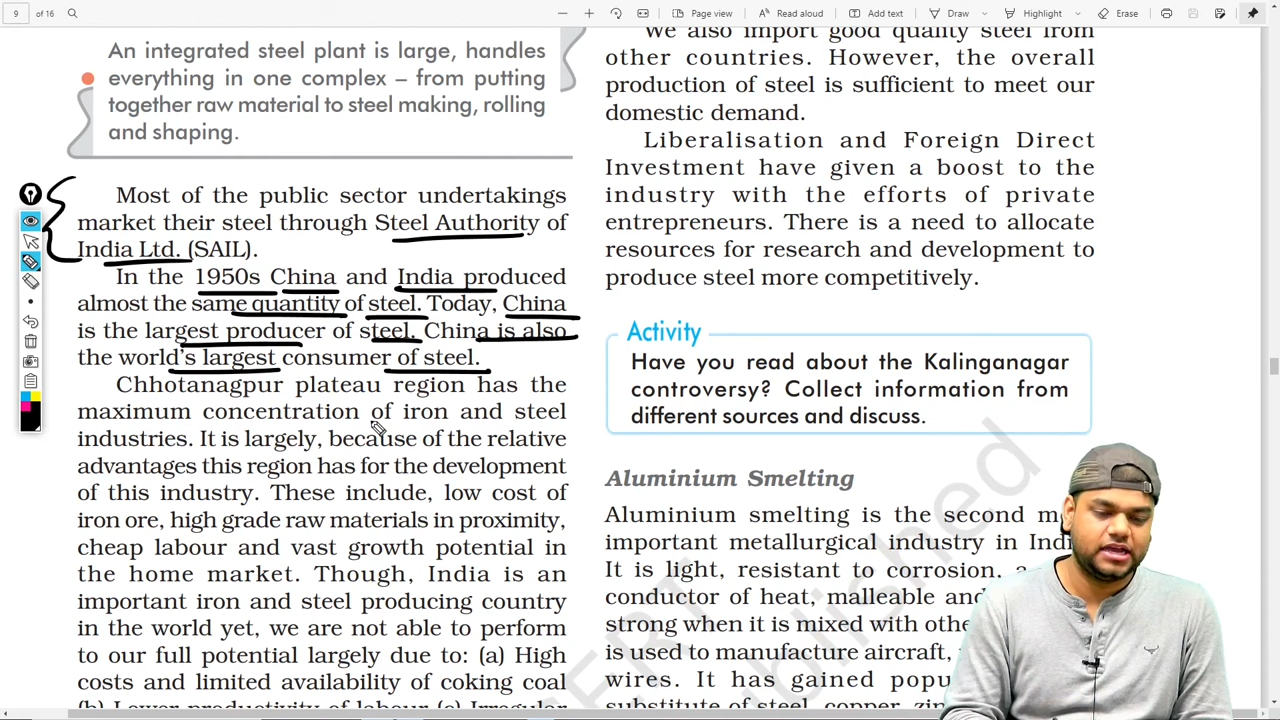 9 of 16
Page view
Read aloud
Add text
Draw
Highlight
Erase
An integrated steel plant is large, handles
everything in one complex – from putting
together raw material to steel making, rolling
and shaping.
Most of the public sector undertakings
market their steel through Steel Authority of
India Ltd. (SAIL).
In the 1950s China and India produced
almost the same quantity of steel. Today, China
is the largest producer of steel. China is also
the world's largest consumer of steel.
Chhotanagpur plateau region has the
maximum concentration of iron and steel
industries. It is largely, because of the relative
advantages this region has for the development
of this industry. These include, low cost of
iron ore, high grade raw materials in proximity,
cheap labour and vast growth potential in
the home market. Though, India is an
important iron and steel producing country
in the world yet, we are not able to perform
to our full potential largely due to: (a) High
costs and limited availability of coking coal
(b) Lower productivity of labour (c) Irregular
We also import good quality steel from
other countries. However, the overall
production of steel is sufficient to meet our
domestic demand.
Liberalisation and Foreign Direct
Investment have given a boost to the
industry with the efforts of private
entrepreneurs. There is a need to allocate
resources for research and development to
produce steel more competitively.
Activity
Have you read about the Kalinganagar
controversy? Collect information from
different sources and discuss.
Aluminium Smelting
Aluminium smelting is the second
important metallurgical industry in
It is light, resistant to corrosion,
conductor of heat, malleable
strong when it is mixed with
is used to manufacture aircraft,
wires. It has gained
substitute of steel, copper,